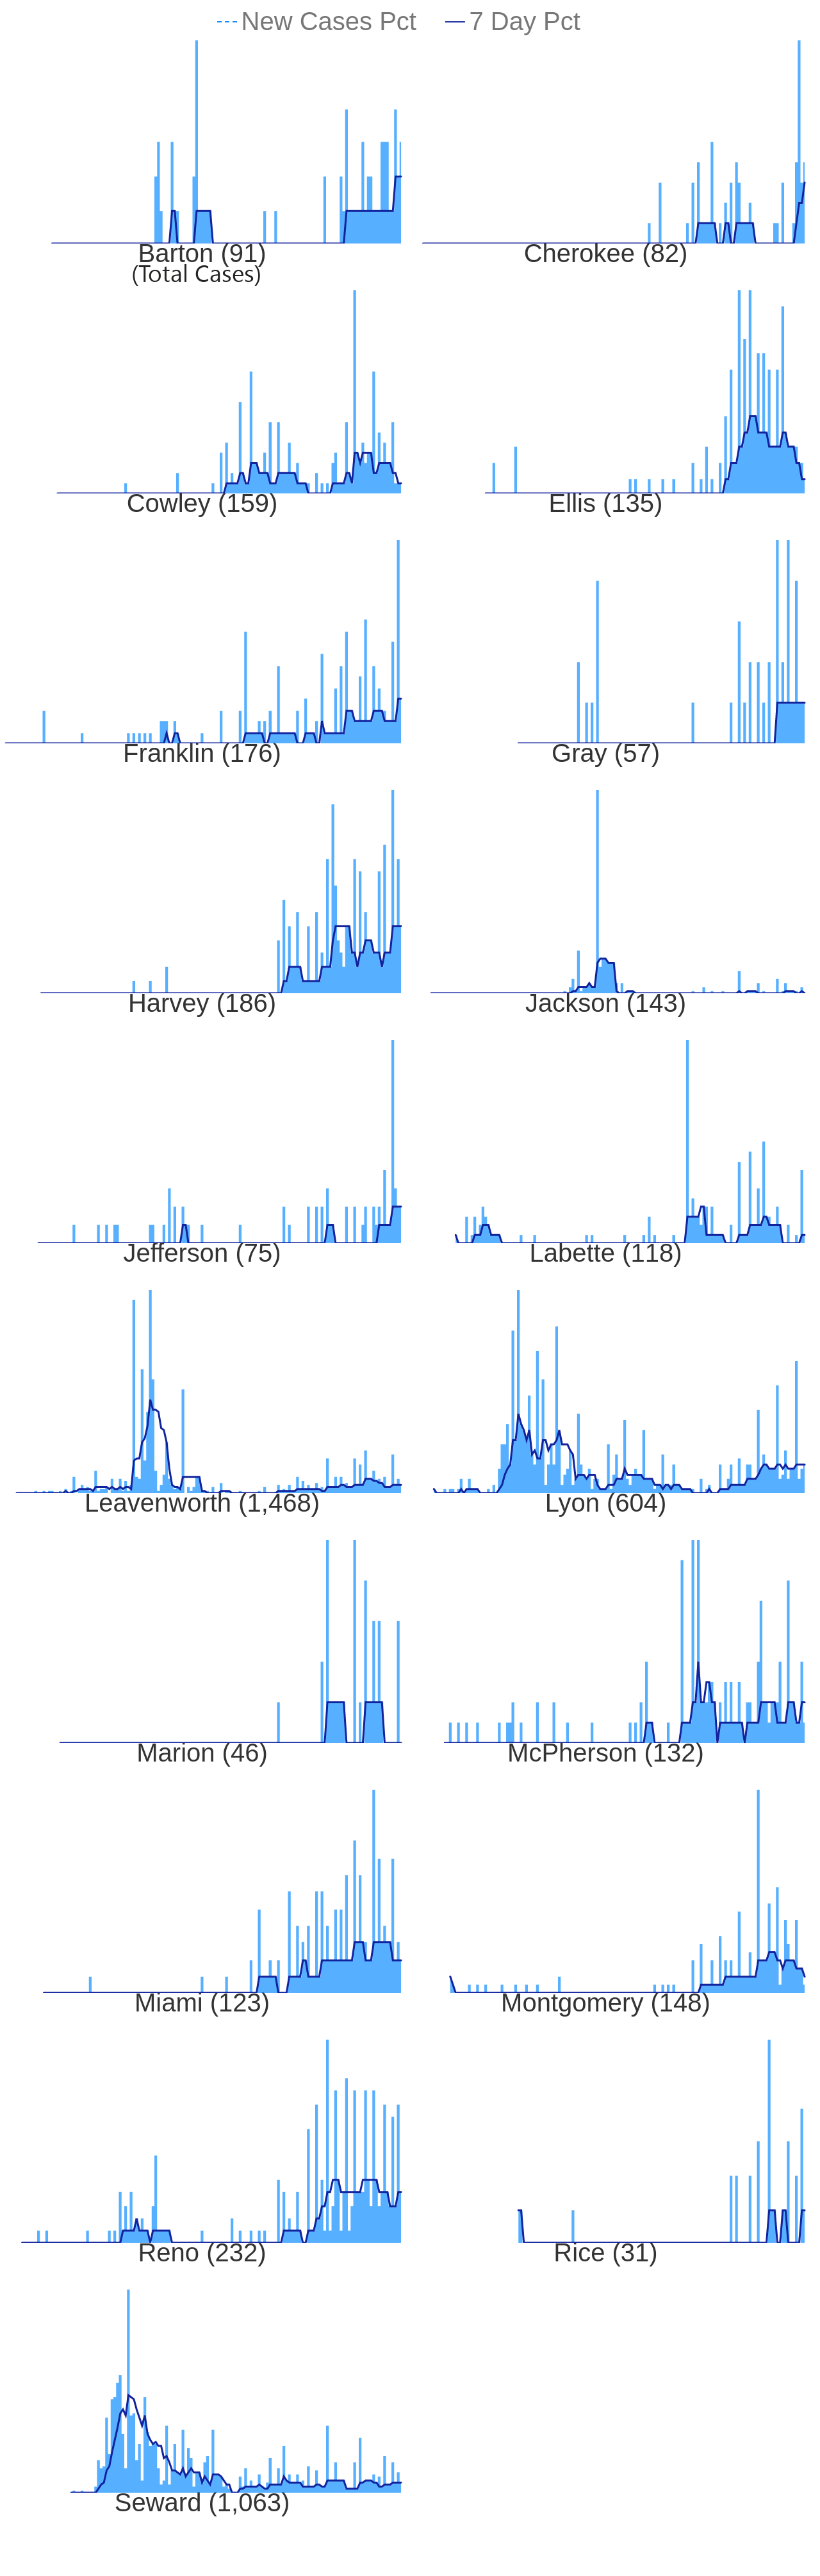 New Cases Pct 7 Day Pct
Barton (91) Cherokee (82)
(Total Cases)
Cowley (159) Ellis (135)
Franklin (176) Gray (57)
Harvey (186) Jackson (143)
Jefferson (75) Labette (118)
Leavenworth (1,468) Lyon (604)
Marion (46) McPherson (132)
Miami (123) Montgomery (148)
Reno (232) Rice (31)
Seward (1,063)